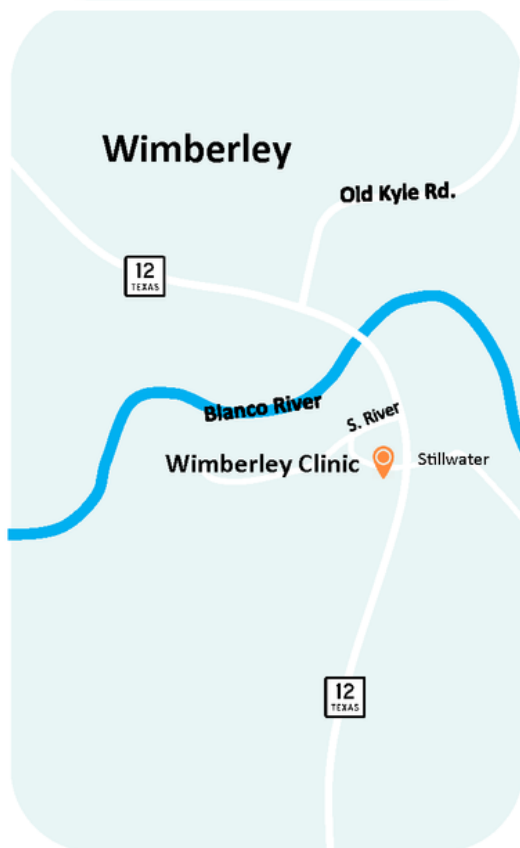 Wimberley
Old Kyle Rd.
12
TEXAS
Blanco River
S. River
Wimberley Clinic
Stillwater
12
TEXAS